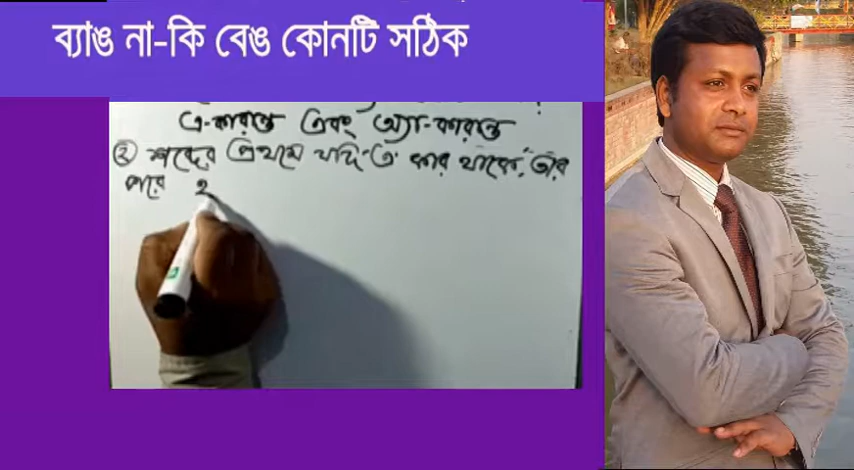 ব্যাঙ না-কি বেঙ কোনটি সঠিক
এ-কারান্ত এবং অ্যা-কারান্ত
② শব্দের প্রথমে যদি "এ" কার থাকে, তার
পরে